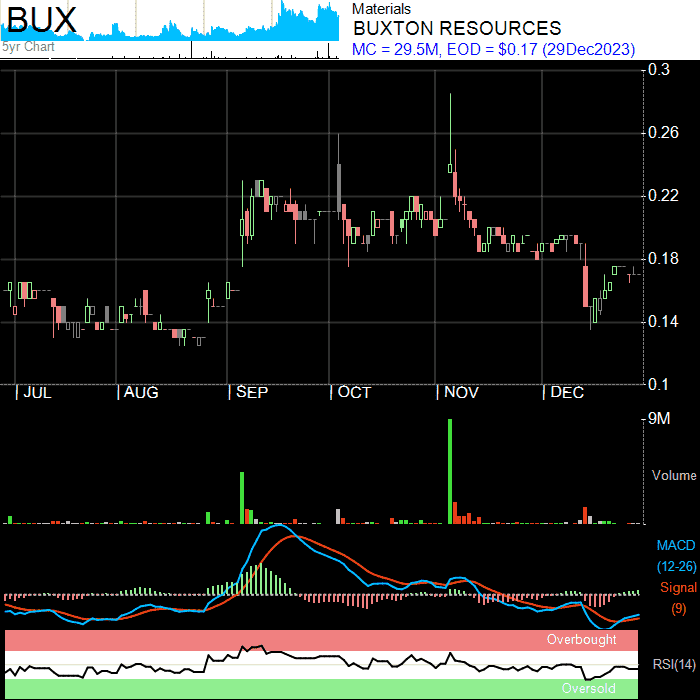 BUX
5yr Chart
Materials
BUXTON RESOURCES
MC = 29.5M, EOD = $0.17 (29Dec2023)
0.3
0.26
0.22
0.18
0.14
0.1
JUL AUG SEP OCT NOV DEC
9M
Volume
MACD
(12-26)
Signal
(9)
Overbought
RSI(14)
Oversold